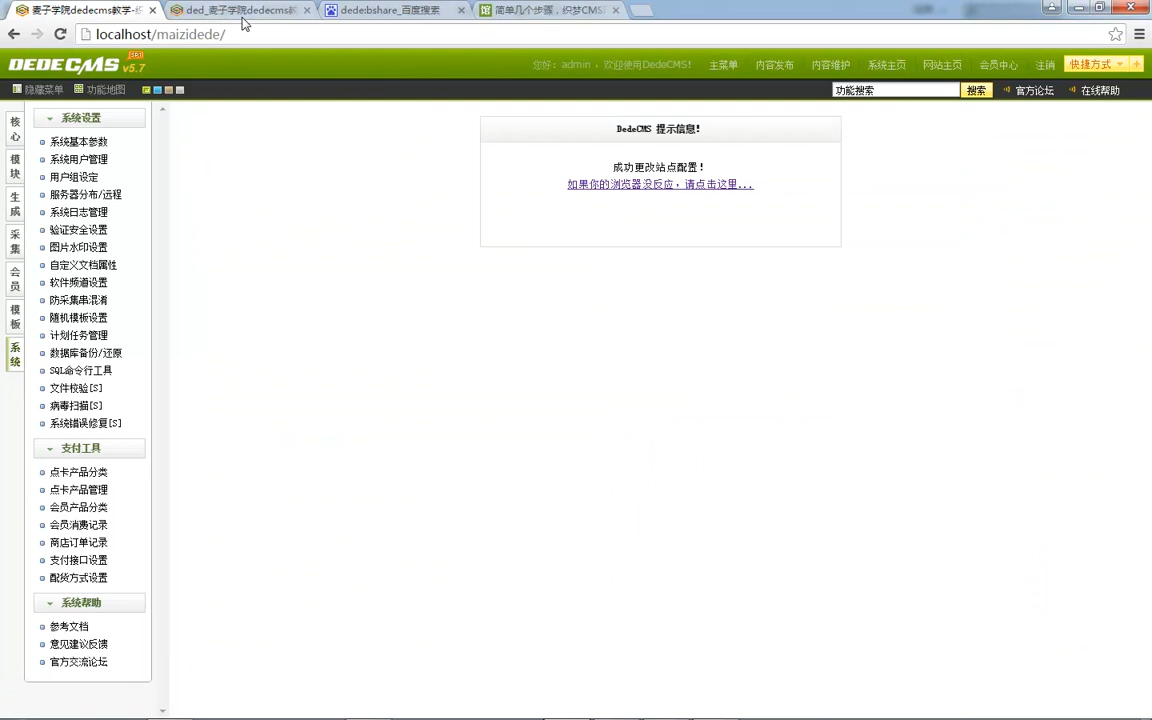 麦子学院dedecms教学-织
ded_麦子学院dedecms教
dede:bshare_百度搜索
简单几个步骤，织梦CMS
localhost/maizidede/
DEDECMS v5.7 SP1
您好：admin ，欢迎使用DedeCMS！ 主菜单 内容发布 内容维护 系统主页 网站主页 会员中心 注销 快捷方式
隐藏菜单 功能地图 功能搜索 搜索 官方论坛 在线帮助
核心
模块
生成
采集
会员
模板
系统
系统设置
系统基本参数
系统用户管理
用户组设定
服务器分布/远程
系统日志管理
验证安全设置
图片水印设置
自定义文档属性
软件频道设置
防采集串混淆
随机模板设置
计划任务管理
数据库备份/还原
SQL命令行工具
文件校验[S]
病毒扫描[S]
系统错误修复[S]
支付工具
点卡产品分类
点卡产品管理
会员产品分类
会员消费记录
商店订单记录
支付接口设置
配货方式设置
系统帮助
参考文档
意见建议反馈
官方交流论坛
DedeCMS 提示信息！
成功更改站点配置！
如果你的浏览器没反应，请点击这里...